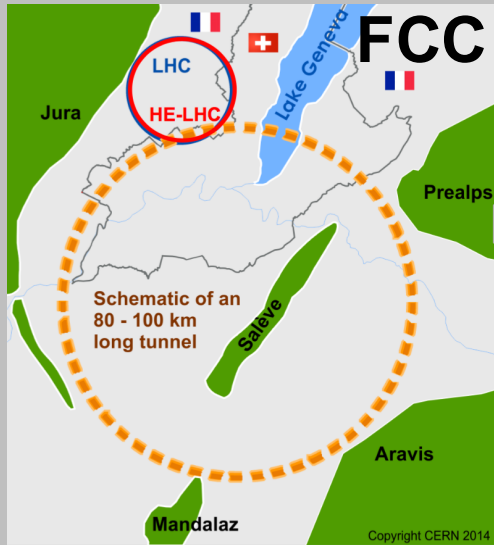 FCC
LHC
HE-LHC
Lake Geneva
Jura
Prealps
Schematic of an
80 - 100 km
long tunnel
Salève
Aravis
Mandalaz
Copyright CERN 2014